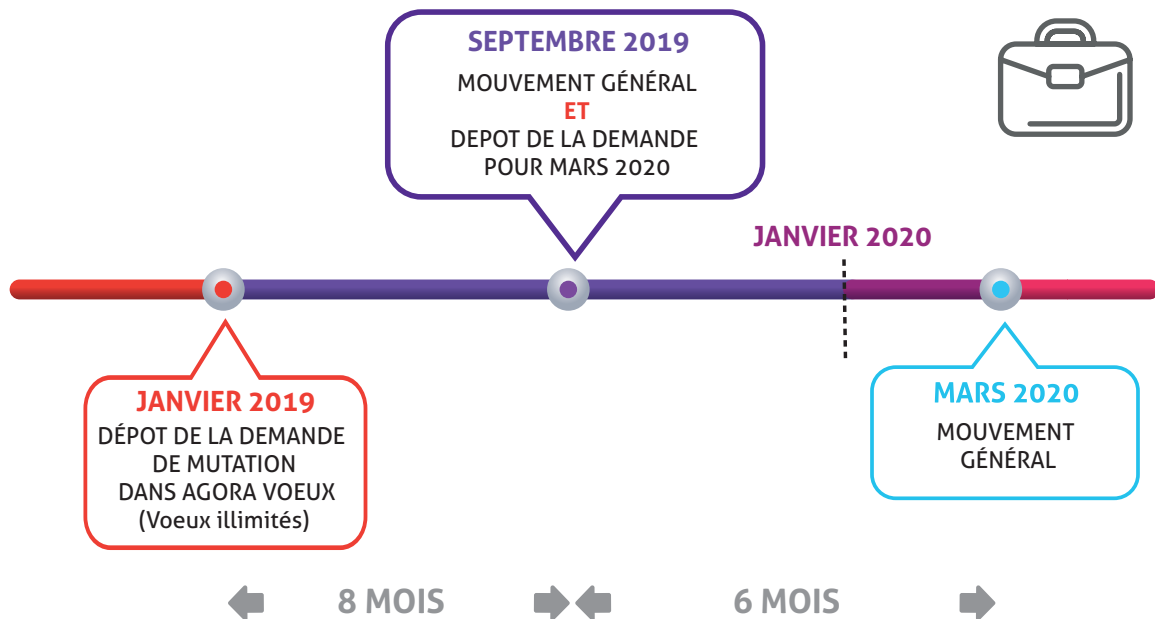 SEPTEMBRE 2019
MOUVEMENT GÉNÉRAL
ET
DEPOT DE LA DEMANDE
POUR MARS 2020
JANVIER 2020
JANVIER 2019
DÉPOT DE LA DEMANDE
DE MUTATION
DANS AGORA VOEUX
(Voeux illimités)
MARS 2020
MOUVEMENT
GÉNÉRAL
8 MOIS
6 MOIS